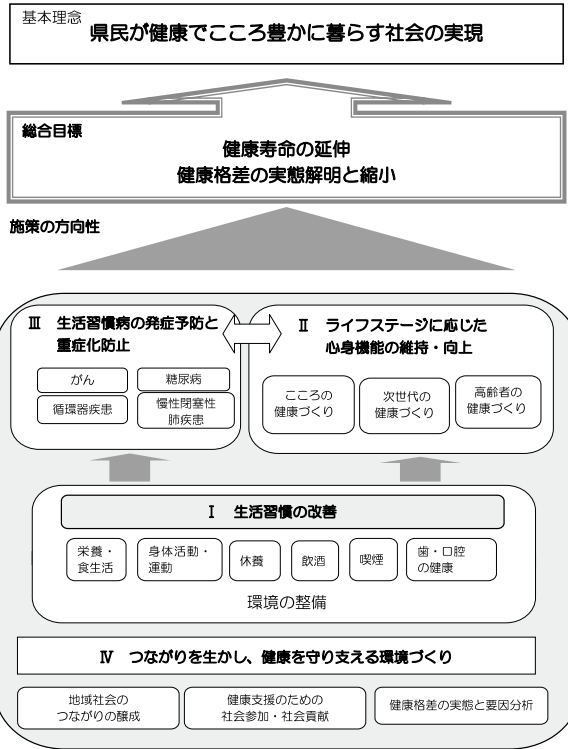 基本理念
県民が健康でこころ豊かに暮らす社会の実現
総合目標
健康寿命の延伸
健康格差の実態解明と縮小
施策の方向性
Ⅲ 生活習慣病の発症予防と
重症化防止
がん
糖尿病
循環器疾患
慢性閉塞性
肺疾患
Ⅱ ライフステージに応じた
心身機能の維持・向上
こころの
健康づくり
次世代の
健康づくり
高齢者の
健康づくり
Ⅰ 生活習慣の改善
栄養・
食生活
身体活動・
運動
休養
飲酒
喫煙
歯・口腔
の健康
環境の整備
Ⅳ つながりを生かし、健康を守り支える環境づくり
地域社会の
つながりの醸成
健康支援のための
社会参加・社会貢献
健康格差の実態と要因分析